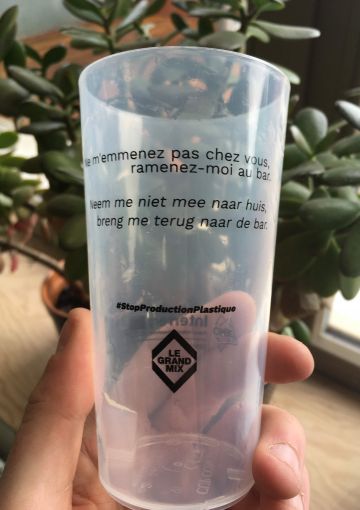 Ne m'emmenez pas chez vous,
ramenez-moi au bar.
Neem me niet mee naar huis,
breng me terug naar de bar.
#StopProductionPlastique
LE
GRAND
MIX